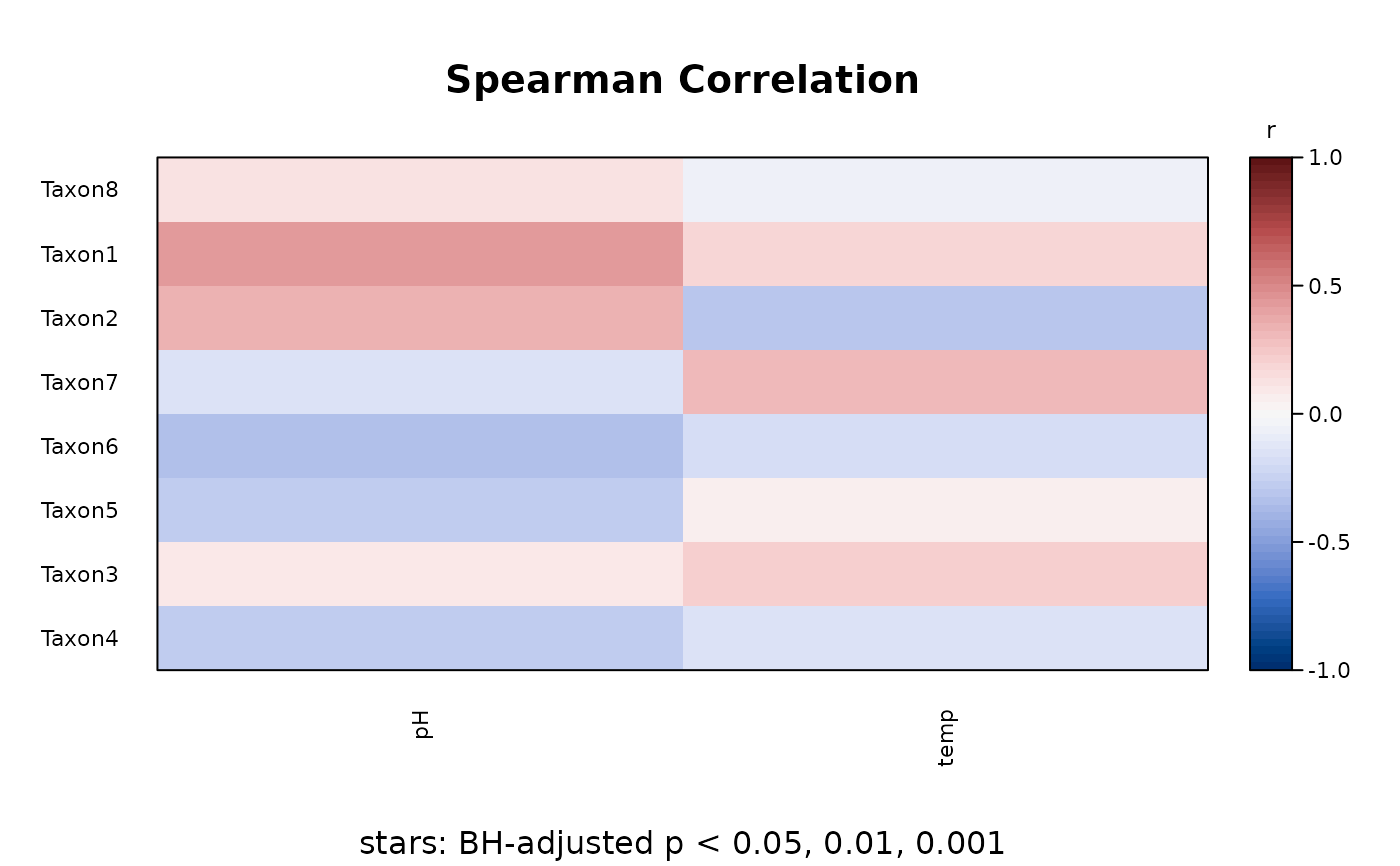 Spearman Correlation
r
Taxon8
Taxon1
Taxon2
Taxon7
Taxon6
Taxon5
Taxon3
Taxon4
1.0
0.5
0.0
-0.5
-1.0
pH
temp
stars: BH-adjusted p < 0.05, 0.01, 0.001